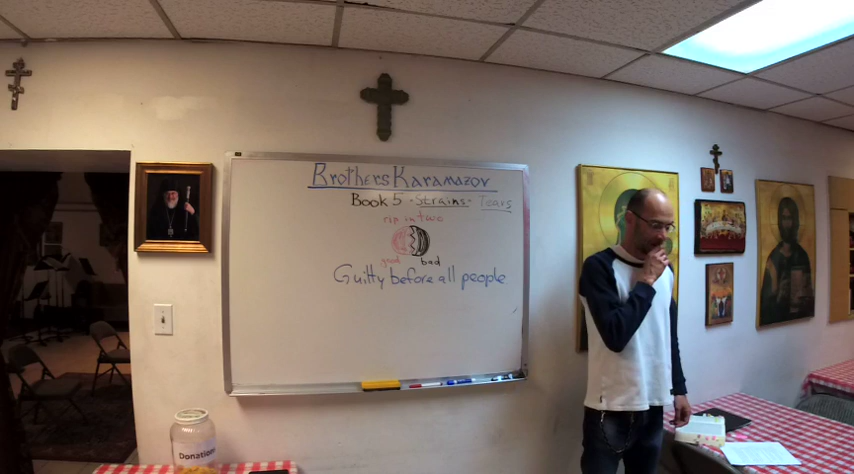 Brothers Karamazov
Book 5 - Strains - Tears
rip in two
good bad
Guilty before all people
Donations